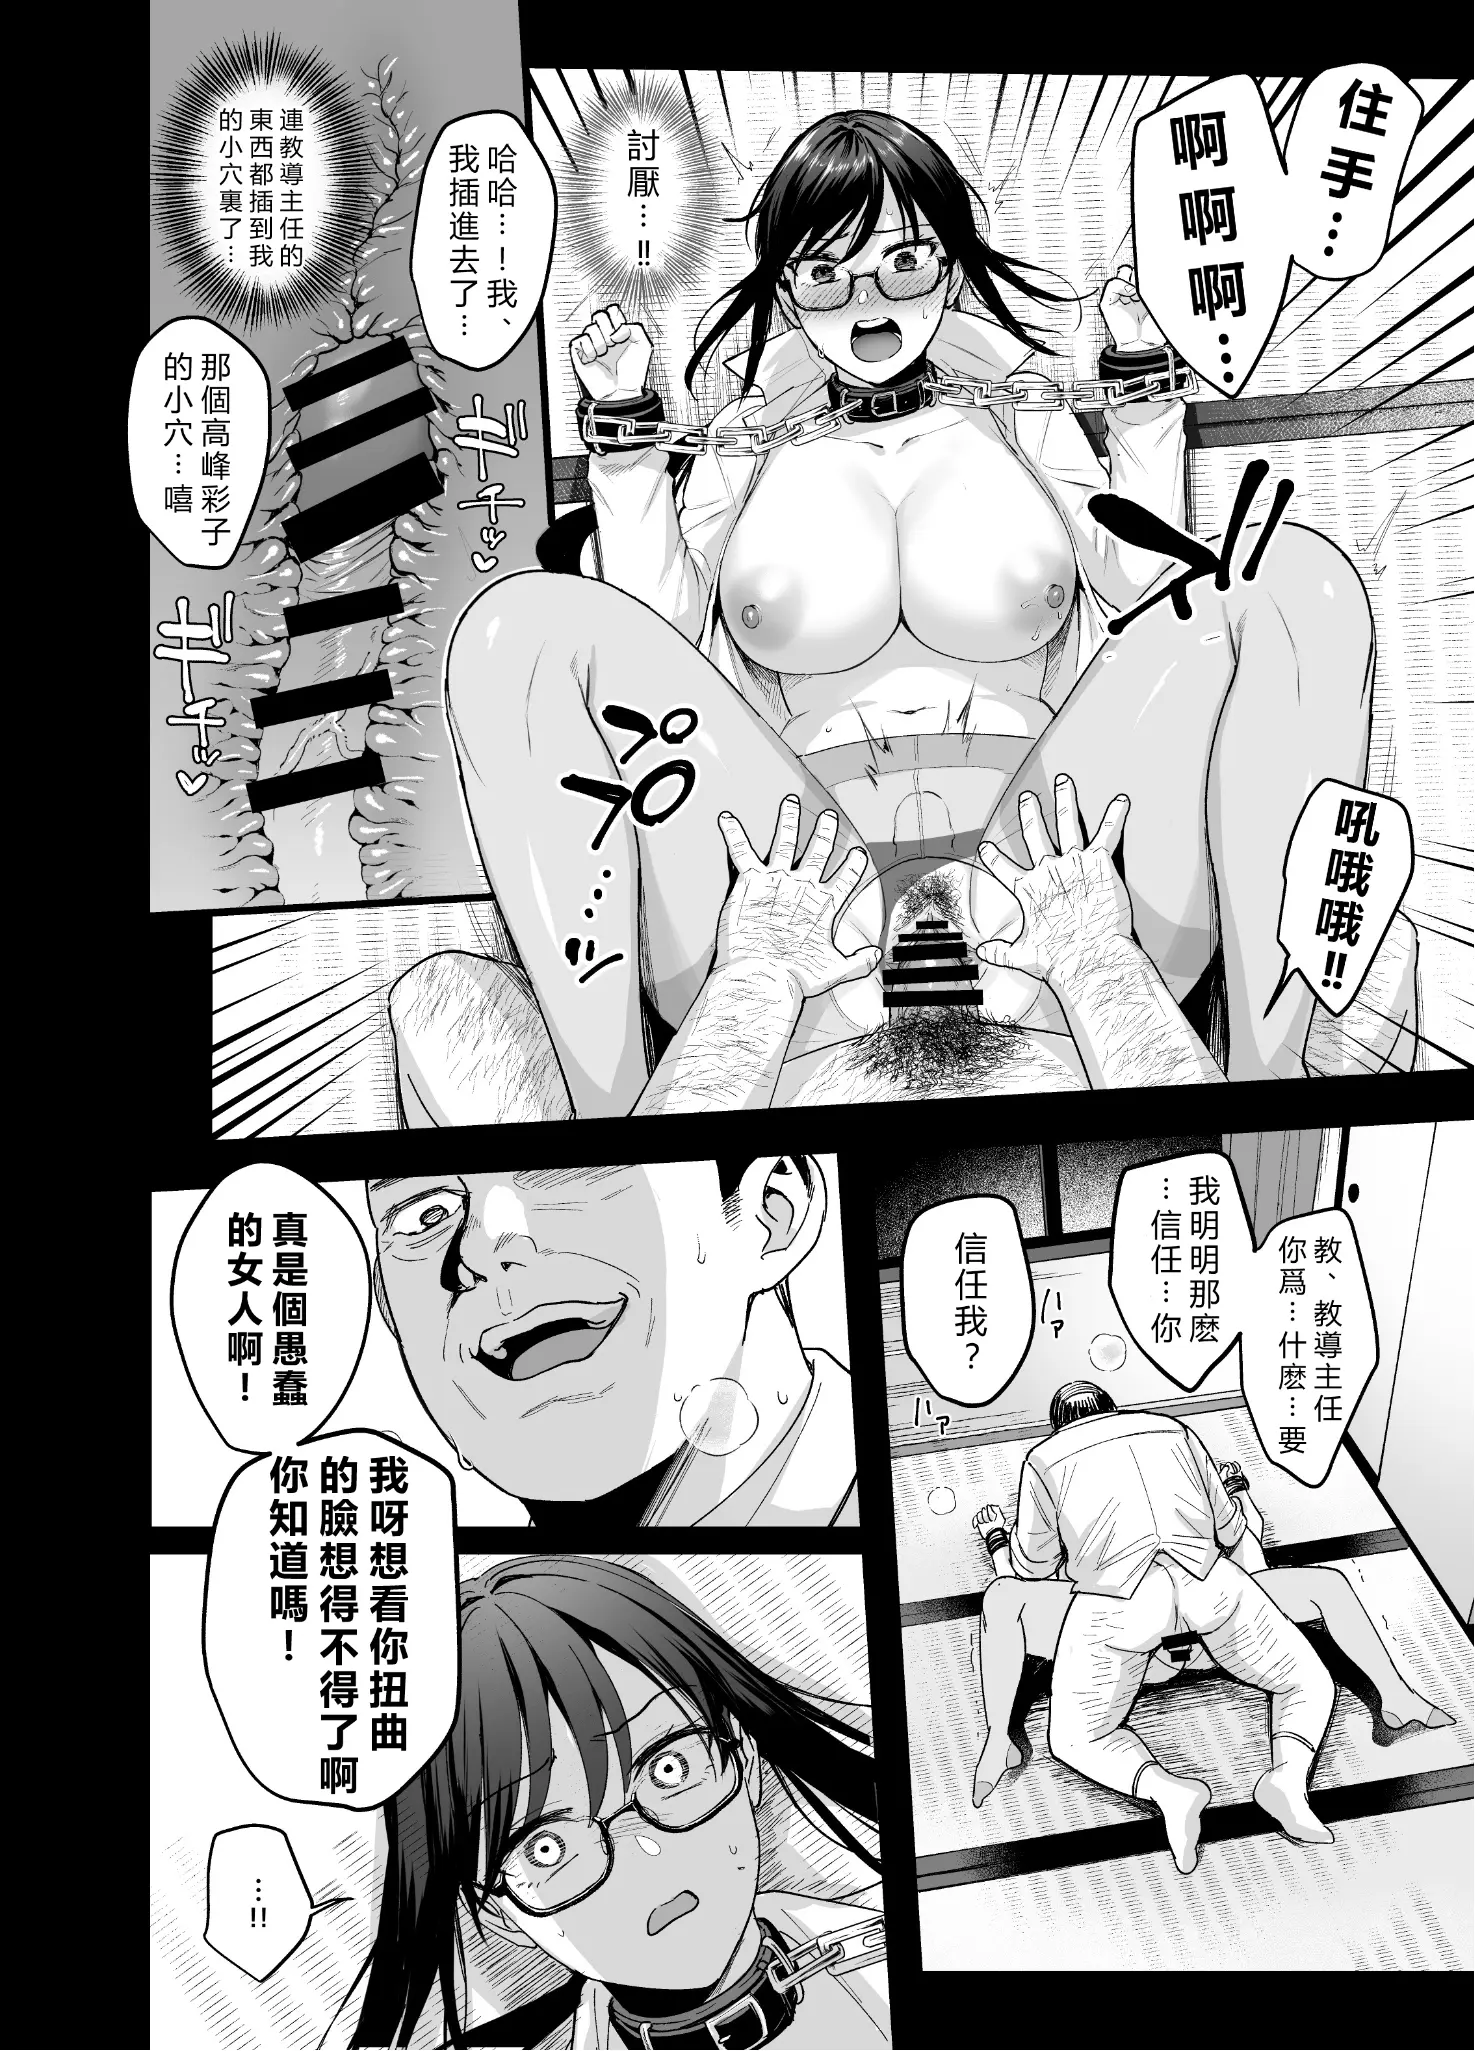 住手…
啊啊啊啊…
討厭…!!
吼哦哦!!
ぬ゛
プププ…
哈哈…！我、
我插進去了…
連教導主任的
東西都插到我
的小穴裏了…
那個高峰彩子
的小穴…嘻
ギチッ♡
ギチッ♡
教、教導主任
你爲…什麽…要
我明明那麽
…信任…你
信任我？
ハァ
ハァ
真是個愚蠢
的女人啊！
我呀想看你扭曲
的臉想得不得了啊
你知道嗎！
…!!